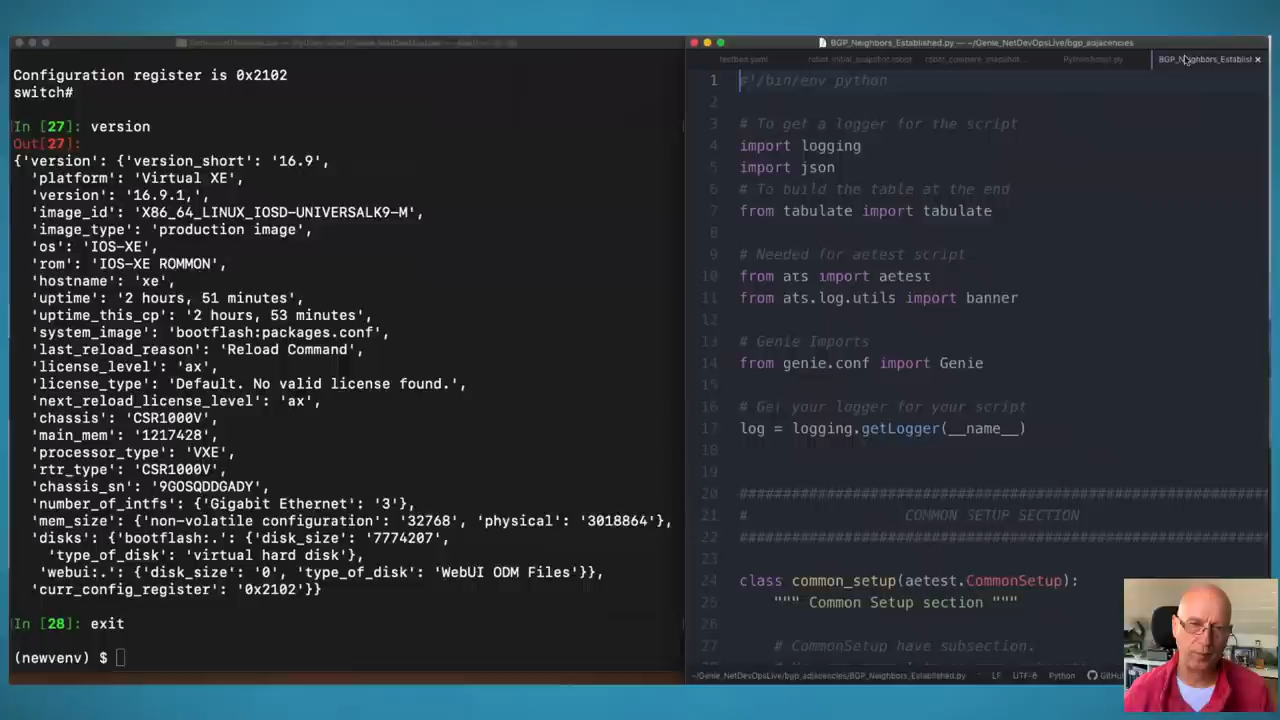 Configuration register is 0x2102
switch#
In [27]: version
Out[27]:
{'version': {'version_short': '16.9',
'platform': 'Virtual XE',
'version': '16.9.1,',
'image_id': 'X86_64_LINUX_IOSD-UNIVERSALK9-M',
'image_type': 'production image',
'os': 'IOS-XE',
'rom': 'IOS-XE ROMMON',
'hostname': 'xe',
'uptime': '2 hours, 51 minutes',
'uptime_this_cp': '2 hours, 53 minutes',
'system_image': 'bootflash:packages.conf',
'last_reload_reason': 'Reload Command',
'license_level': 'ax',
'license_type': 'Default. No valid license found.',
'next_reload_license_level': 'ax',
'chassis': 'CSR1000V',
'main_mem': '1217428',
'processor_type': 'VXE',
'rtr_type': 'CSR1000V',
'chassis_sn': '9GOSQDDGADY',
'number_of_intfs': {'Gigabit Ethernet': '3'},
'mem_size': {'non-volatile configuration': '32768', 'physical': '3018864'},
'disks': {'bootflash:.': {'disk_size': '7774207',
'type_of_disk': 'virtual hard disk'},
'webui:.': {'disk_size': '0', 'type_of_disk': 'WebUI ODM Files'}},
'curr_config_register': '0x2102'}}
In [28]: exit
(newvenv) $
BGP_Neighbors_Established.py — ~/Genie_NetDevOpsLive/bgp_adjacencies
testbed.yaml robot_initial_snapshot.robot robot_compare_snapshot... BGP_Neighbors_Establisl ×
1 #!/bin/env python
2
3 # To get a logger for the script
4 import logging
5 import json
6 # To build the table at the end
7 from tabulate import tabulate
8
9 # Needed for aetest script
10 from ats import aetest
11 from ats.log.utils import banner
12
13 # Genie Imports
14 from genie.conf import Genie
15
16 # Get your logger for your script
17 log = logging.getLogger(__name__)
18
19
20 ##############################################################
21 # COMMON SETUP SECTION
22 ##############################################################
23
24 class common_setup(aetest.CommonSetup):
25 """ Common Setup section """
26
27 # CommonSetup have subsection.
~/Genie_NetDevOpsLive/bgp_adjacencies/BGP_Neighbors_Established.py LF UTF-8 Python GitHu